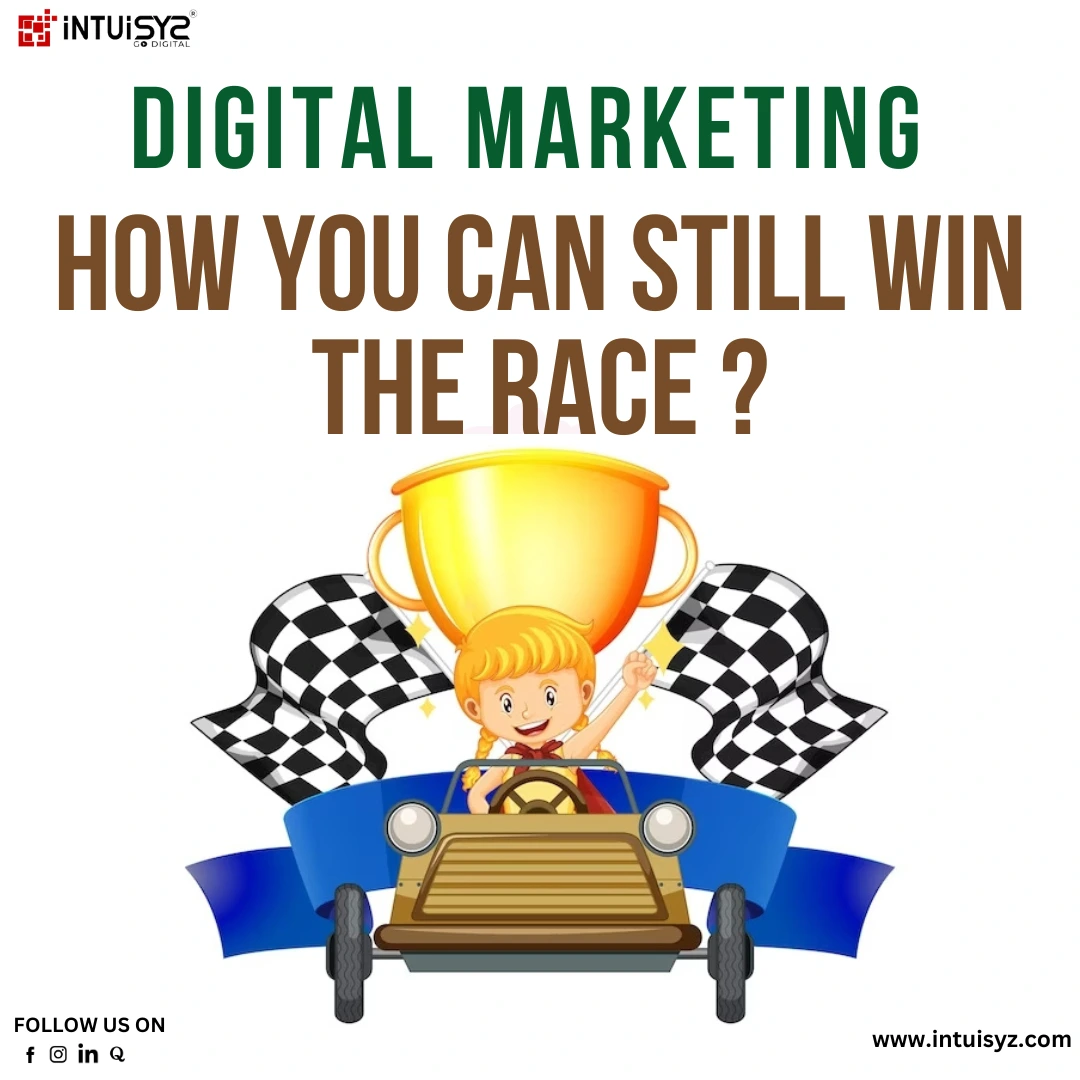 iNTUiSYZ®
GO DIGITAL
DIGITAL MARKETING
HOW YOU CAN STILL WIN
THE RACE ?
FOLLOW US ON
www.intuisyz.com